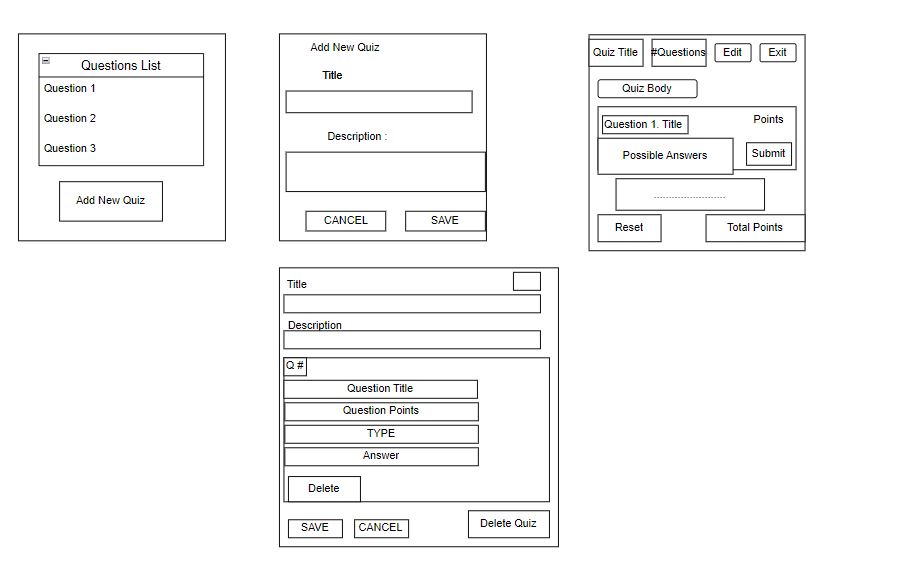 Questions List
Question 1
Question 2
Question 3
Add New Quiz
Add New Quiz
Title
Description :
CANCEL SAVE
Quiz Title #Questions Edit Exit
Quiz Body
Question 1. Title Points
Possible Answers Submit
........................
Reset Total Points
Title
Description
Q #
Question Title
Question Points
TYPE
Answer
Delete
SAVE CANCEL Delete Quiz